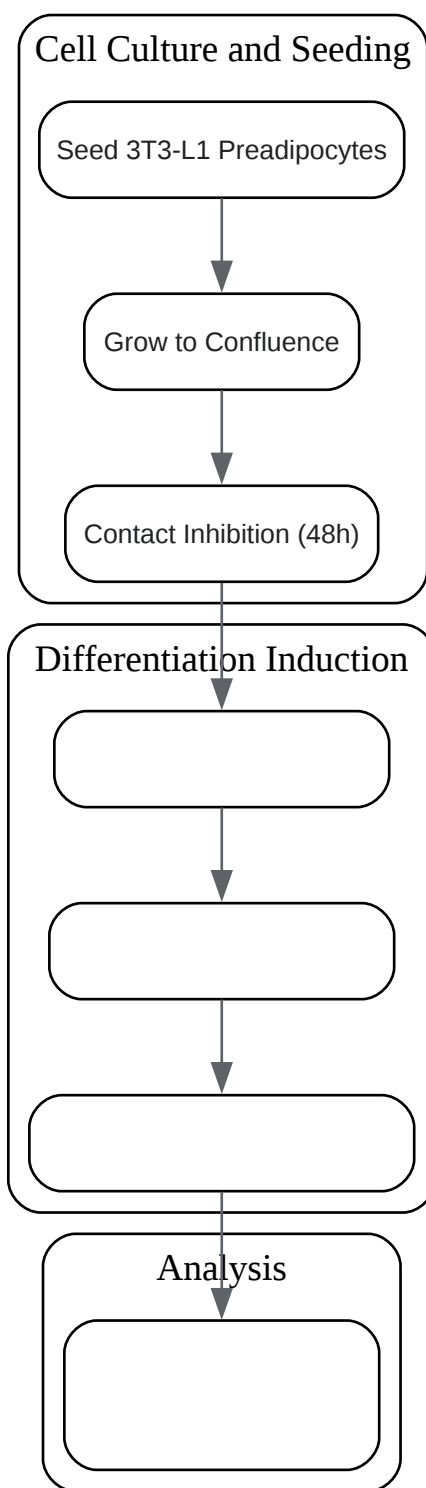 Cell Culture and Seeding
Seed 3T3-L1 Preadipocytes
Grow to Confluence
Contact Inhibition (48h)
Differentiation Induction
Analysis